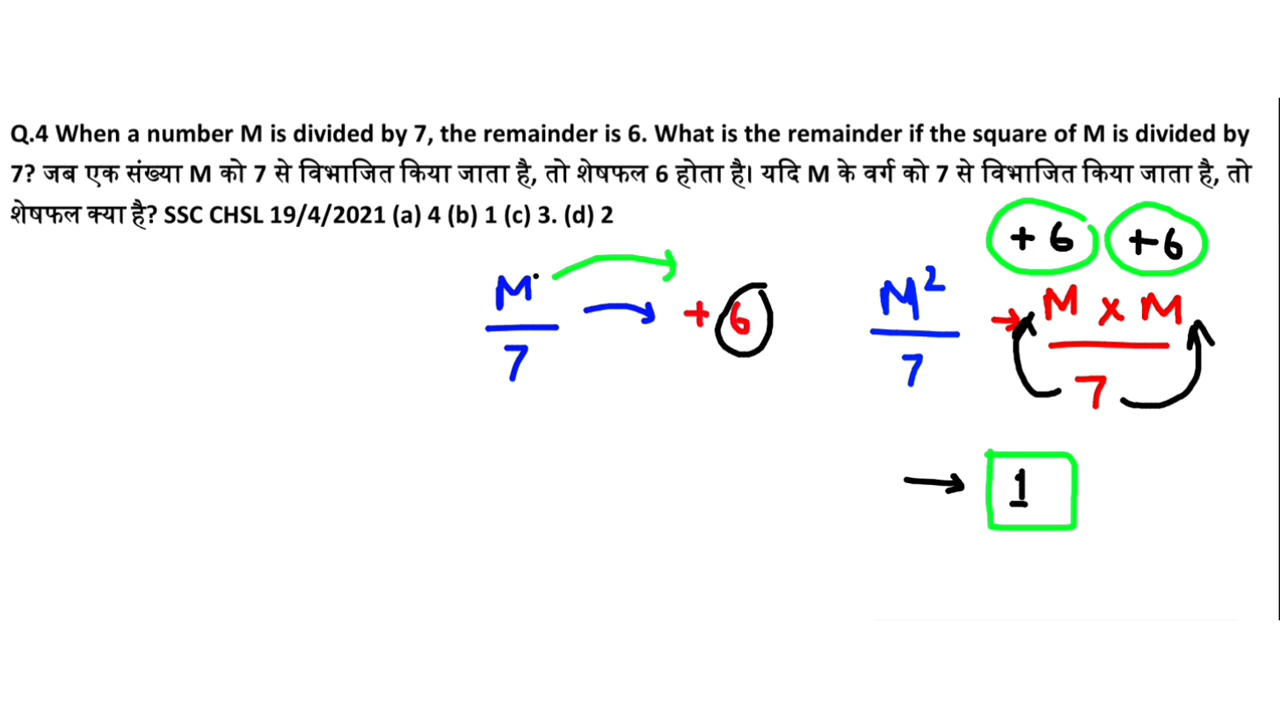 Q.4 When a number M is divided by 7, the remainder is 6. What is the remainder if the square of M is divided by
7? जब एक संख्या M को 7 से विभाजित किया जाता है, तो शेषफल 6 होता है। यदि M के वर्ग को 7 से विभाजित किया जाता है, तो
शेषफल क्या है? SSC CHSL 19/4/2021 (a) 4 (b) 1 (c) 3. (d) 2
+6 +6
M → +6 M² → M x M
7 7 7
→ 1